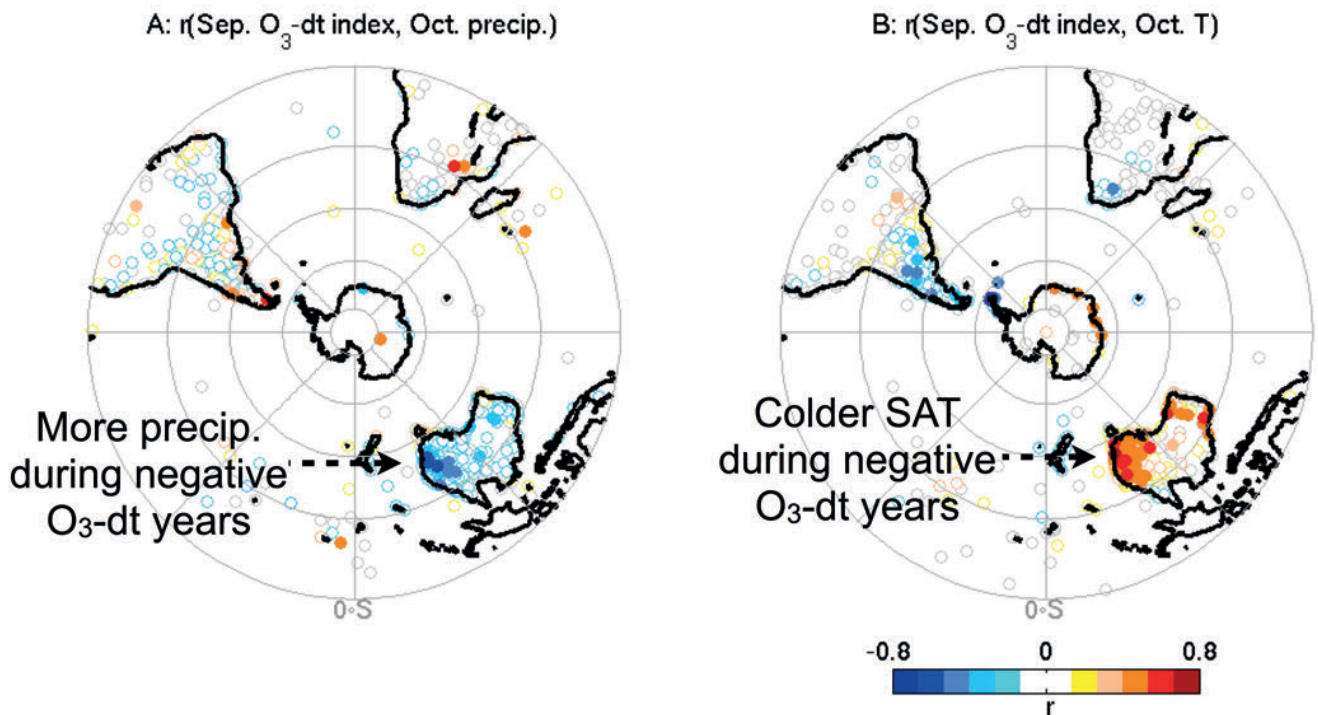 A: r(Sep. O₃-dt index, Oct. precip.)
B: r(Sep. O₃-dt index, Oct. T)
More precip.
during negative
O₃-dt years
Colder SAT
during negative
O₃-dt years
0◦S
0◦S
-0.8 0 0.8
r